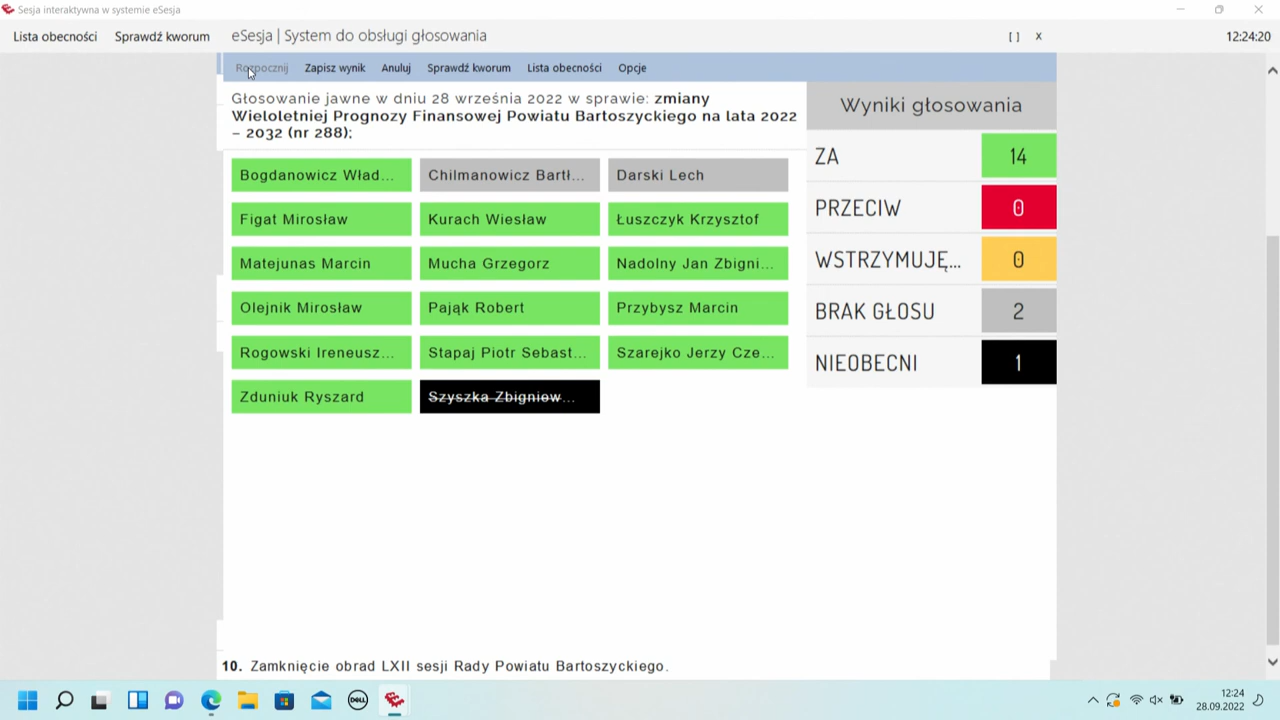 Sesja interaktywna w systemie eSesja
Lista obecności Sprawdź kworum eSesja | System do obsługi głosowania [ ] x 12:24:20
Rozpocznij Zapisz wynik Anuluj Sprawdź kworum Lista obecności Opcje
Głosowanie jawne w dniu 28 września 2022 w sprawie: zmiany
Wieloletniej Prognozy Finansowej Powiatu Bartoszyckiego na lata 2022
– 2032 (nr 288);
Wyniki głosowania
ZA 14
PRZECIW 0
WSTRZYMUJĘ... 0
BRAK GŁOSU 2
NIEOBECNI 1
Bogdanowicz Wład... Chilmanowicz Bartł... Darski Lech
Figat Mirosław Kurach Wiesław Łuszczyk Krzysztof
Matejunas Marcin Mucha Grzegorz Nadolny Jan Zbigni...
Olejnik Mirosław Pająk Robert Przybysz Marcin
Rogowski Ireneusz... Stapaj Piotr Sebast... Szarejko Jerzy Cze...
Zduniuk Ryszard Szyszka Zbigniew...
10. Zamknięcie obrad LXII sesji Rady Powiatu Bartoszyckiego.
DELL
12:24
28.09.2022